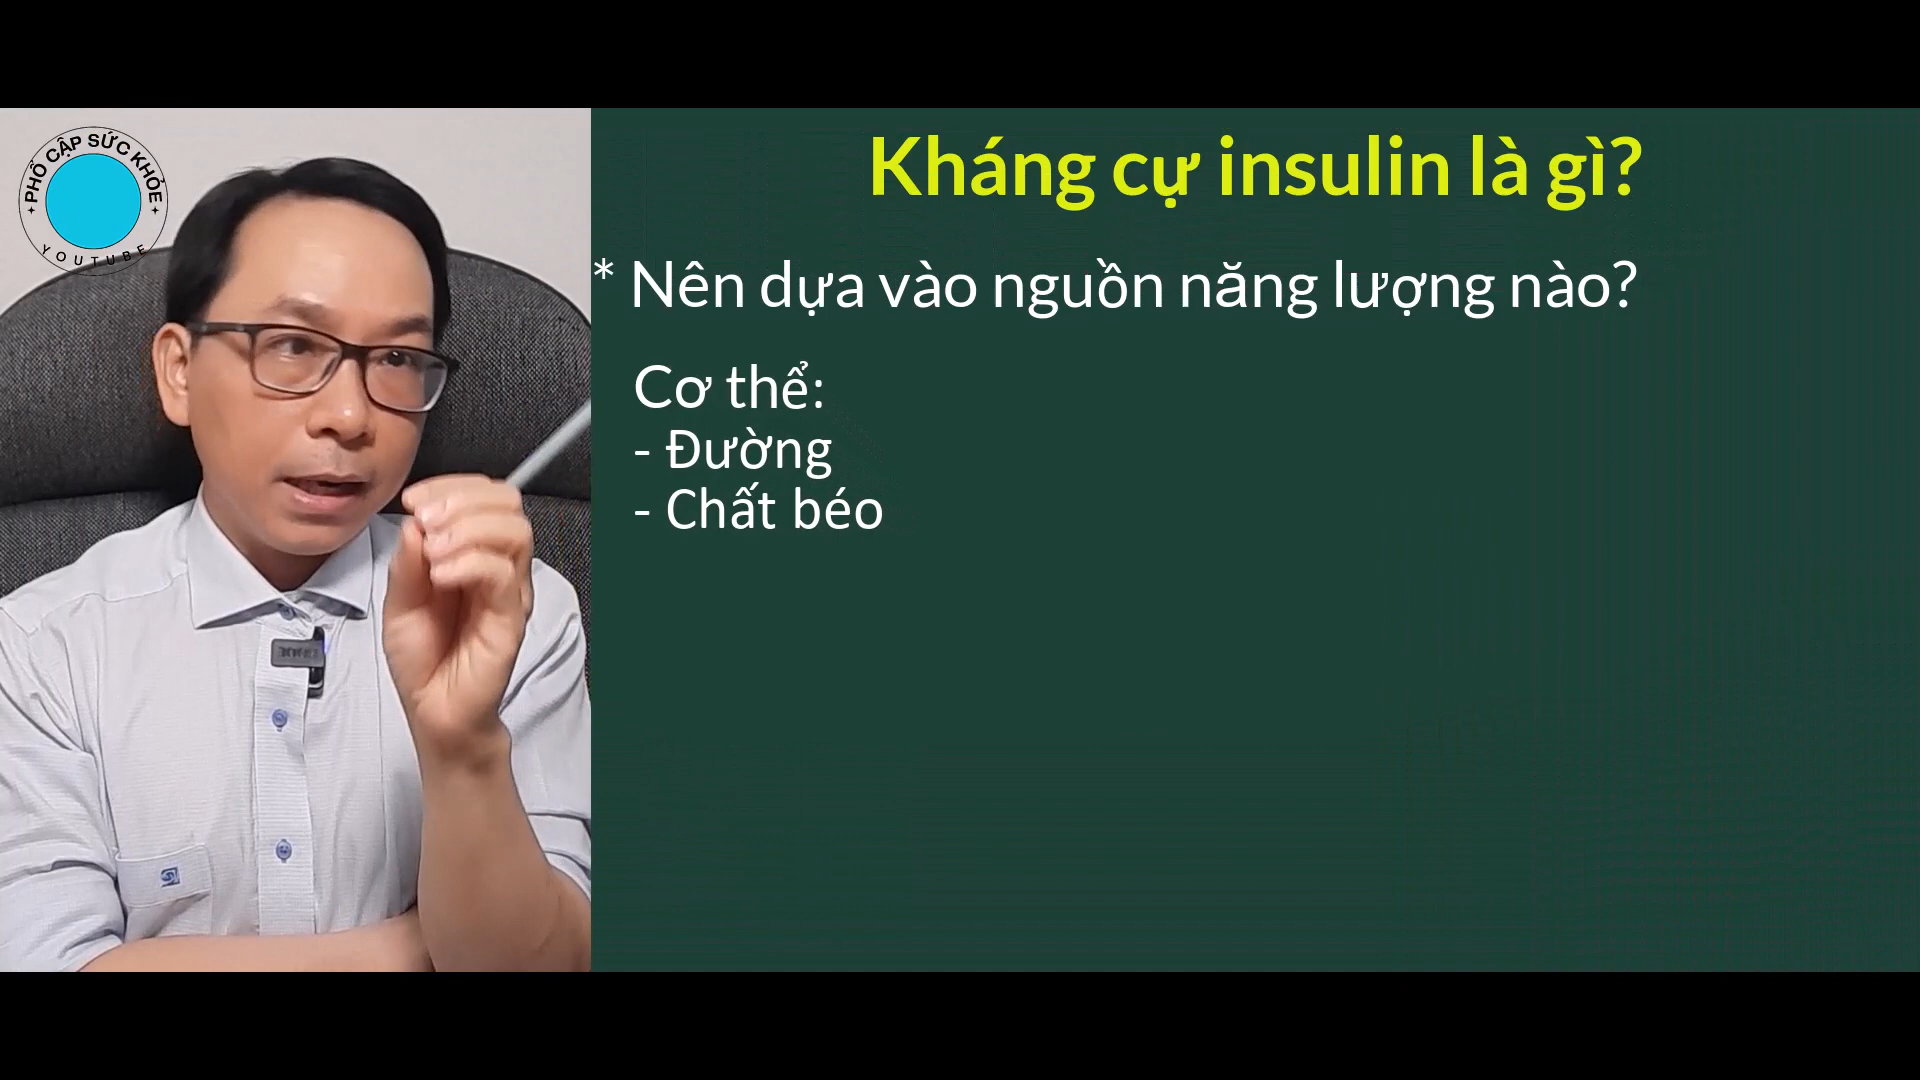 PHỔ CẬP SỨC KHỎE
YOUTUBE
Kháng cự insulin là gì?
* Nên dựa vào nguồn năng lượng nào?
Cơ thể:
- Đường
- Chất béo